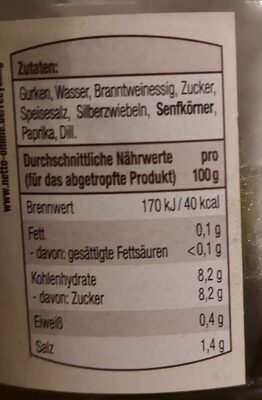 Zutaten:
Gurken, Wasser, Branntweinessig, Zucker,
Speisesalz, Silberzwiebeln, Senfkörner,
Paprika, Dill.
Durchschnittliche Nährwerte pro
(für das abgetropfte Produkt) 100 g
Brennwert 170 kJ / 40 kcal
Fett 0,1 g
- davon: gesättigte Fettsäuren <0,1 g
Kohlenhydrate 8,2 g
- davon: Zucker 8,2 g
Eiweiß 0,4 g
Salz 1,4 g